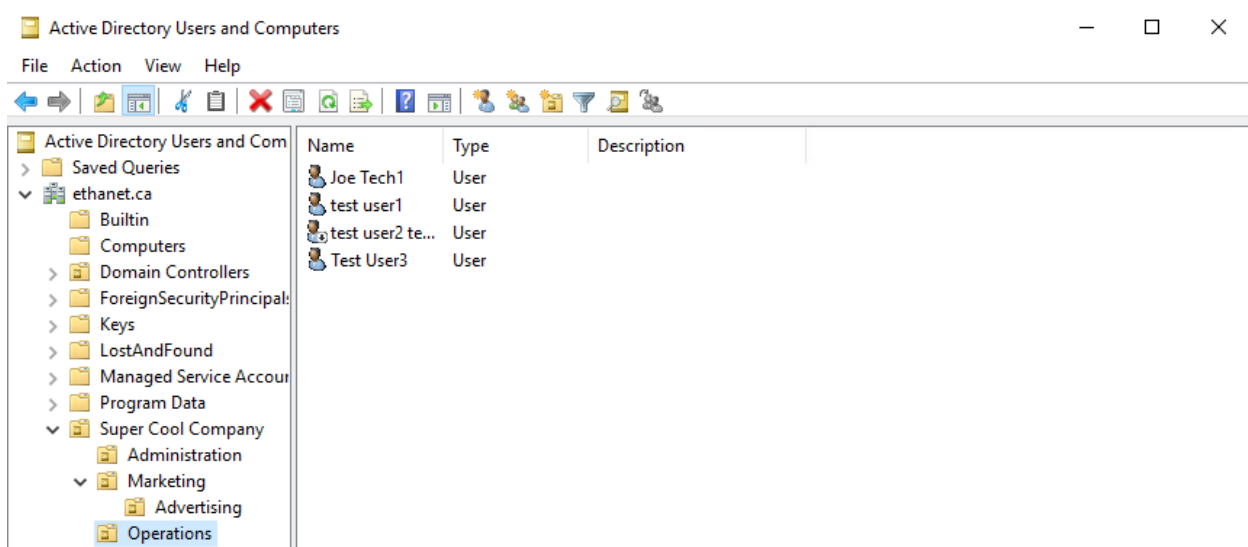 Active Directory Users and Computers
File Action View Help
Active Directory Users and Com
Saved Queries
ethanet.ca
Builtin
Computers
Domain Controllers
ForeignSecurityPrincipals
Keys
LostAndFound
Managed Service Accour
Program Data
Super Cool Company
Administration
Marketing
Advertising
Operations
Name Type Description
Joe Tech1 User
test user1 User
test user2 te... User
Test User3 User